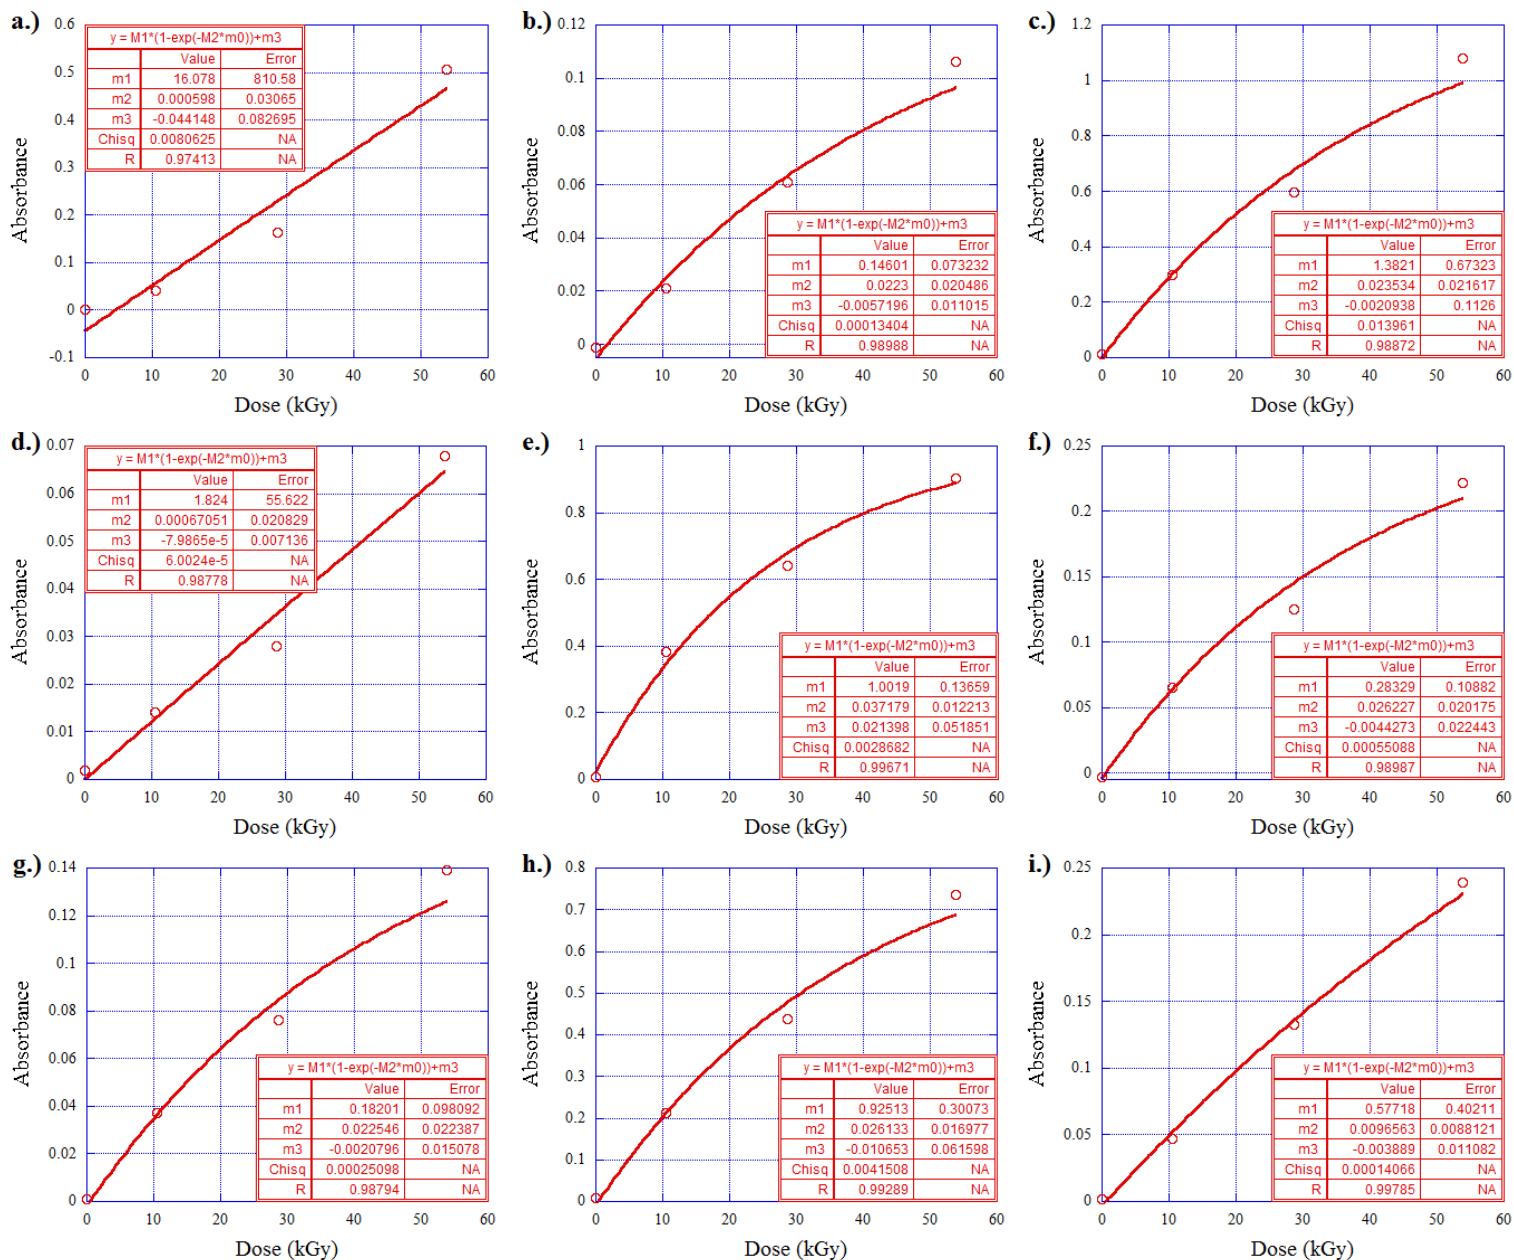 a.)
0.6
0.5
0.4
0.3
0.2
0.1
0
-0.1
Absorbance
y = M1*(1-exp(-M2*m0))+m3
Value Error
m1 16.078 810.58
m2 0.000598 0.03065
m3 -0.044148 0.082695
Chisq 0.0080625 NA
R 0.97413 NA
0 10 20 30 40 50 60
Dose (kGy)
b.)
0.12
0.1
0.08
0.06
0.04
0.02
0
Absorbance
y = M1*(1-exp(-M2*m0))+m3
Value Error
m1 0.14601 0.073232
m2 0.0223 0.020486
m3 -0.0057196 0.011015
Chisq 0.00013404 NA
R 0.98988 NA
0 10 20 30 40 50 60
Dose (kGy)
c.)
1.2
1
0.8
0.6
0.4
0.2
0
Absorbance
y = M1*(1-exp(-M2*m0))+m3
Value Error
m1 1.3821 0.67323
m2 0.023534 0.021617
m3 -0.0020938 0.1126
Chisq 0.013961 NA
R 0.98872 NA
0 10 20 30 40 50 60
Dose (kGy)
d.)
0.07
0.06
0.05
0.04
0.03
0.02
0.01
0
Absorbance
y = M1*(1-exp(-M2*m0))+m3
Value Error
m1 1.824 55.622
m2 0.00067051 0.020829
m3 -7.9865e-5 0.007136
Chisq 6.0024e-5 NA
R 0.98778 NA
0 10 20 30 40 50 60
Dose (kGy)
e.)
1
0.8
0.6
0.4
0.2
0
Absorbance
y = M1*(1-exp(-M2*m0))+m3
Value Error
m1 1.0019 0.13659
m2 0.037179 0.012213
m3 0.021398 0.051851
Chisq 0.0028682 NA
R 0.99671 NA
0 10 20 30 40 50 60
Dose (kGy)
f.)
0.25
0.2
0.15
0.1
0.05
0
Absorbance
y = M1*(1-exp(-M2*m0))+m3
Value Error
m1 0.28329 0.10882
m2 0.026227 0.020175
m3 -0.0044273 0.022443
Chisq 0.00055088 NA
R 0.98987 NA
0 10 20 30 40 50 60
Dose (kGy)
g.)
0.14
0.12
0.1
0.08
0.06
0.04
0.02
0
Absorbance
y = M1*(1-exp(-M2*m0))+m3
Value Error
m1 0.18201 0.098092
m2 0.022546 0.022387
m3 -0.0020796 0.015078
Chisq 0.00025098 NA
R 0.98794 NA
0 10 20 30 40 50 60
Dose (kGy)
h.)
0.8
0.7
0.6
0.5
0.4
0.3
0.2
0.1
0
Absorbance
y = M1*(1-exp(-M2*m0))+m3
Value Error
m1 0.92513 0.30073
m2 0.026133 0.016977
m3 -0.010653 0.061598
Chisq 0.0041508 NA
R 0.99289 NA
0 10 20 30 40 50 60
Dose (kGy)
i.)
0.25
0.2
0.15
0.1
0.05
0
Absorbance
y = M1*(1-exp(-M2*m0))+m3
Value Error
m1 0.57718 0.40211
m2 0.0096563 0.0088121
m3 -0.003889 0.011082
Chisq 0.00014066 NA
R 0.99785 NA
0 10 20 30 40 50 60
Dose (kGy)